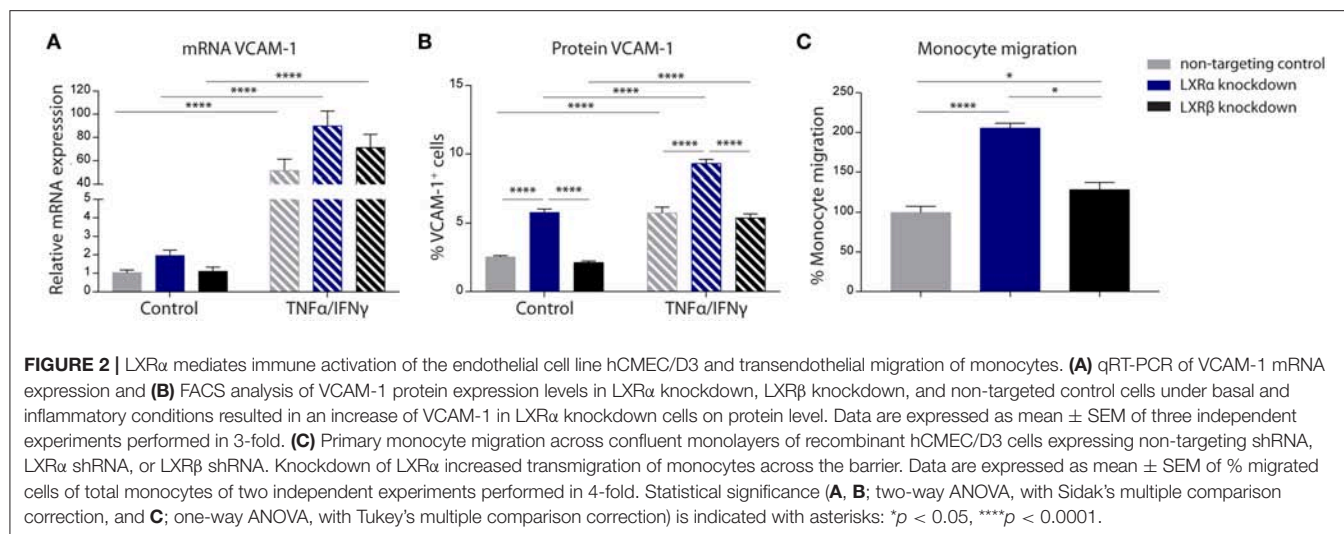 A
mRNA VCAM-1
Relative mRNA expresssion
120
100
80
60
40
5
4
3
2
1
0
****
****
****
Control
TNFα/IFNγ
B
Protein VCAM-1
% VCAM-1+ cells
15
10
5
0
****
****
****
****
****
****
****
Control
TNFα/IFNγ
C
Monocyte migration
% Monocyte migration
250
200
150
100
50
0
*
****
*
non-targeting control
LXRα knockdown
LXRβ knockdown
FIGURE 2 | LXRα mediates immune activation of the endothelial cell line hCMEC/D3 and transendothelial migration of monocytes. (A) qRT-PCR of VCAM-1 mRNA
expression and (B) FACS analysis of VCAM-1 protein expression levels in LXRα knockdown, LXRβ knockdown, and non-targeted control cells under basal and
inflammatory conditions resulted in an increase of VCAM-1 in LXRα knockdown cells on protein level. Data are expressed as mean ± SEM of three independent
experiments performed in 3-fold. (C) Primary monocyte migration across confluent monolayers of recombinant hCMEC/D3 cells expressing non-targeting shRNA,
LXRα shRNA, or LXRβ shRNA. Knockdown of LXRα increased transmigration of monocytes across the barrier. Data are expressed as mean ± SEM of % migrated
cells of total monocytes of two independent experiments performed in 4-fold. Statistical significance (A, B; two-way ANOVA, with Sidak's multiple comparison
correction, and C; one-way ANOVA, with Tukey's multiple comparison correction) is indicated with asterisks: *p < 0.05, ****p < 0.0001.